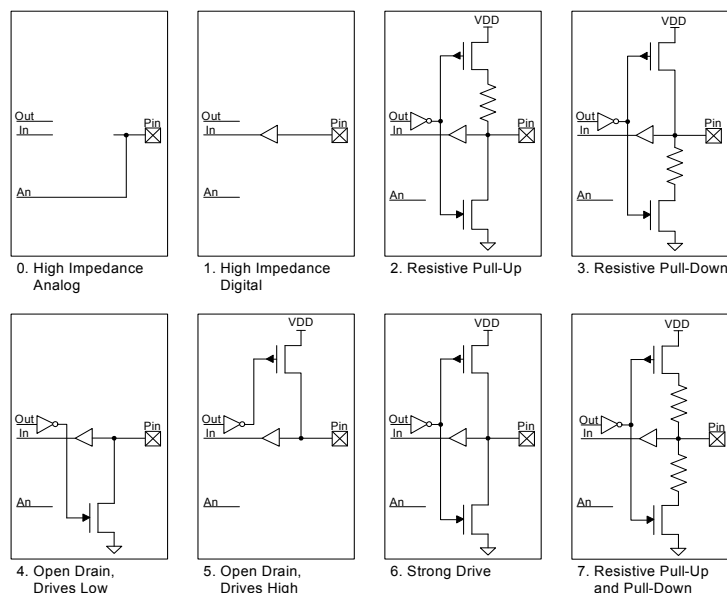 VDD
VDD
Out
In
Pin
An
Out
In
Pin
An
Out
In
Pin
An
Out
In
Pin
An
0. High Impedance
Analog
1. High Impedance
Digital
2. Resistive Pull-Up
3. Resistive Pull-Down
VDD
VDD
VDD
Out
In
Pin
An
Out
In
Pin
An
Out
In
Pin
An
Out
In
Pin
An
4. Open Drain,
Drives Low
5. Open Drain,
Drives High
6. Strong Drive
7. Resistive Pull-Up
and Pull-Down